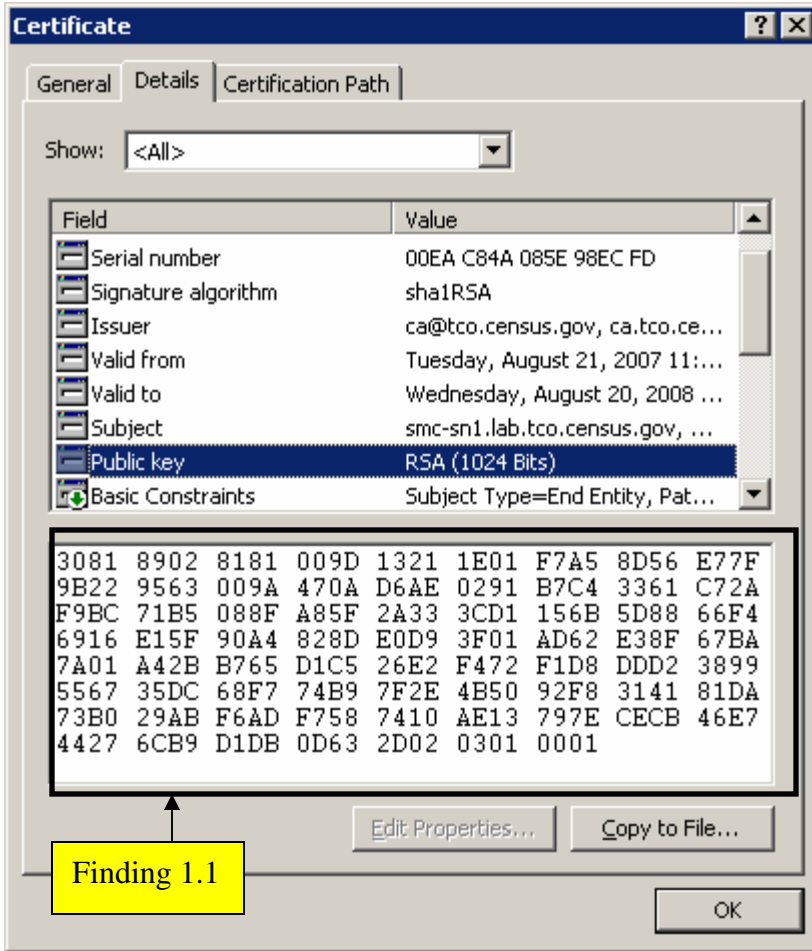 Certificate
General Details Certification Path
Show: <All>
Field Value
Serial number 00EA C84A 085E 98EC FD
Signature algorithm sha1RSA
Issuer ca@tco.census.gov, ca.tco.ce...
Valid from Tuesday, August 21, 2007 11:...
Valid to Wednesday, August 20, 2008 ...
Subject smc-sn1.lab.tco.census.gov, ...
Public key RSA (1024 Bits)
Basic Constraints Subject Type=End Entity, Pat...
3081 8902 8181 009D 1321 1E01 F7A5 8D56 E77F
9B22 9563 009A 470A D6AE 0291 B7C4 3361 C72A
F9BC 71B5 088F A85F 2A33 3CD1 156B 5D88 66F4
6916 E15F 90A4 828D E0D9 3F01 AD62 E38F 67BA
7A01 A42B B765 D1C5 26E2 F472 F1D8 DDD2 3899
5567 35DC 68F7 74B9 7F2E 4B50 92F8 3141 81DA
73B0 29AB F6AD F758 7410 AE13 797E CECB 46E7
4427 6CB9 D1DB 0D63 2D02 0301 0001
Edit Properties... Copy to File...
Finding 1.1
OK